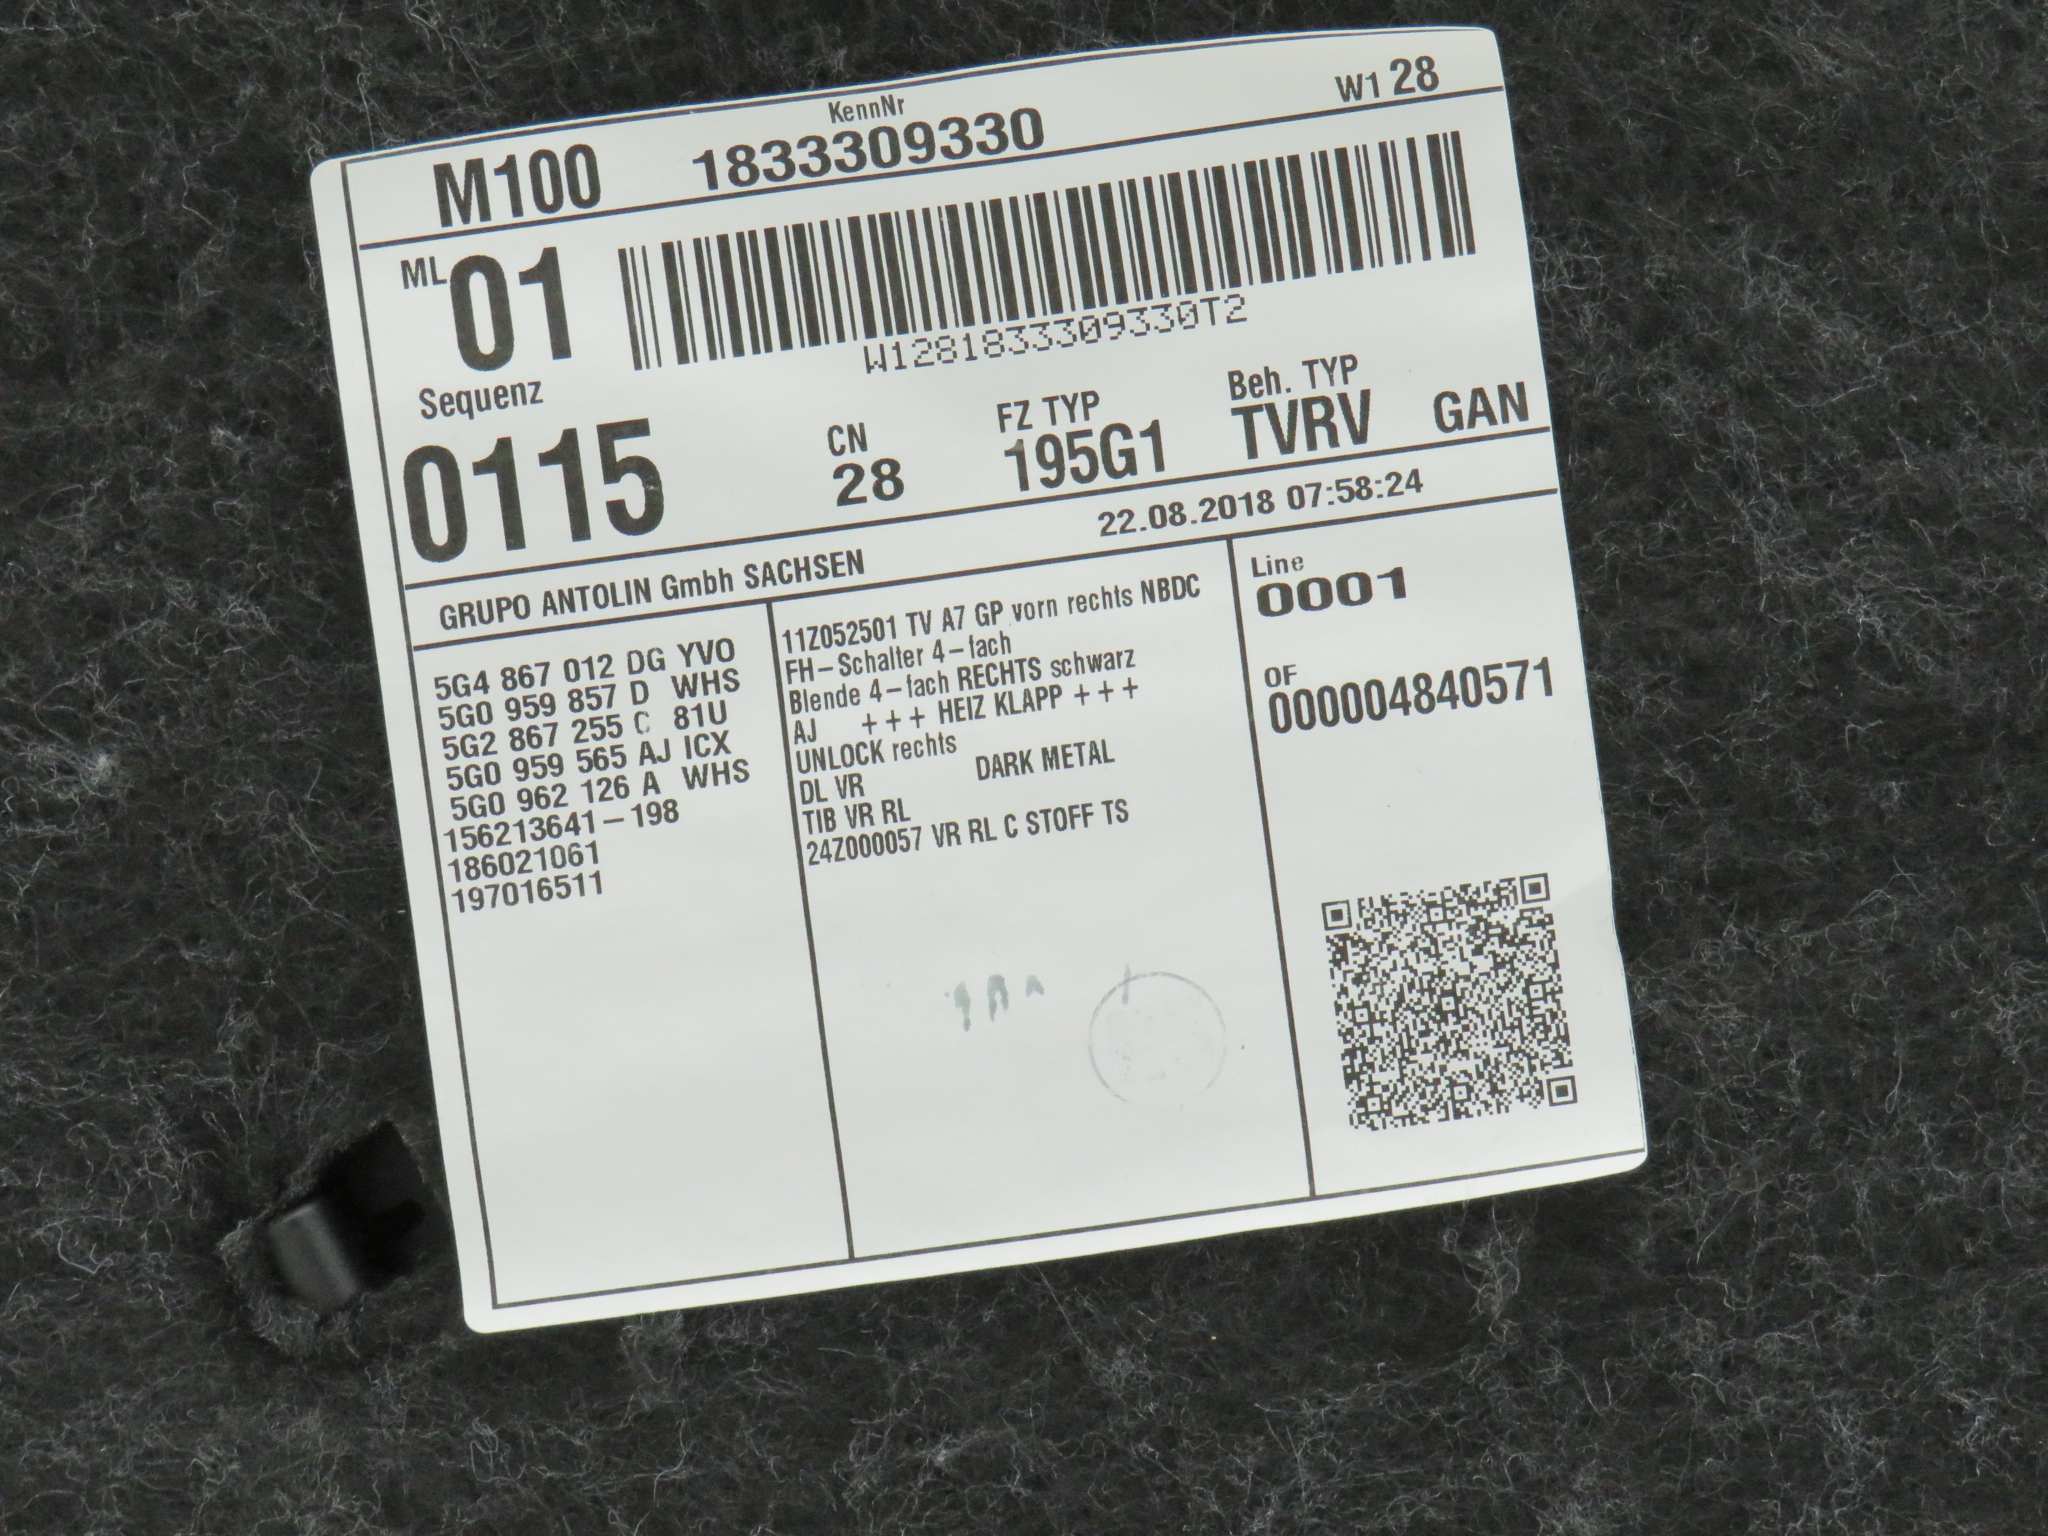 KennNr
M100 1833309330 W1 28
ML 01
W1281833309330T2
Sequenz
0115
CN
28
FZ TYP
195G1
Beh. TYP
TVRV GAN
22.08.2018 07:58:24
GRUPO ANTOLIN Gmbh SACHSEN
5G4 867 012 DG YVO
5G0 959 857 D WHS
5G2 867 255 C 81U
5G0 959 565 AJ ICX
5G0 962 126 A WHS
156213641-198
186021061
197016511
11Z052501 TV A7 GP vorn rechts NBDC
FH-Schalter 4-fach
Blende 4-fach RECHTS schwarz
AJ +++ HEIZ KLAPP +++
UNLOCK rechts
DL VR DARK METAL
TIB VR RL
24Z000057 VR RL C STOFF TS
Line
0001
OF
000004840571